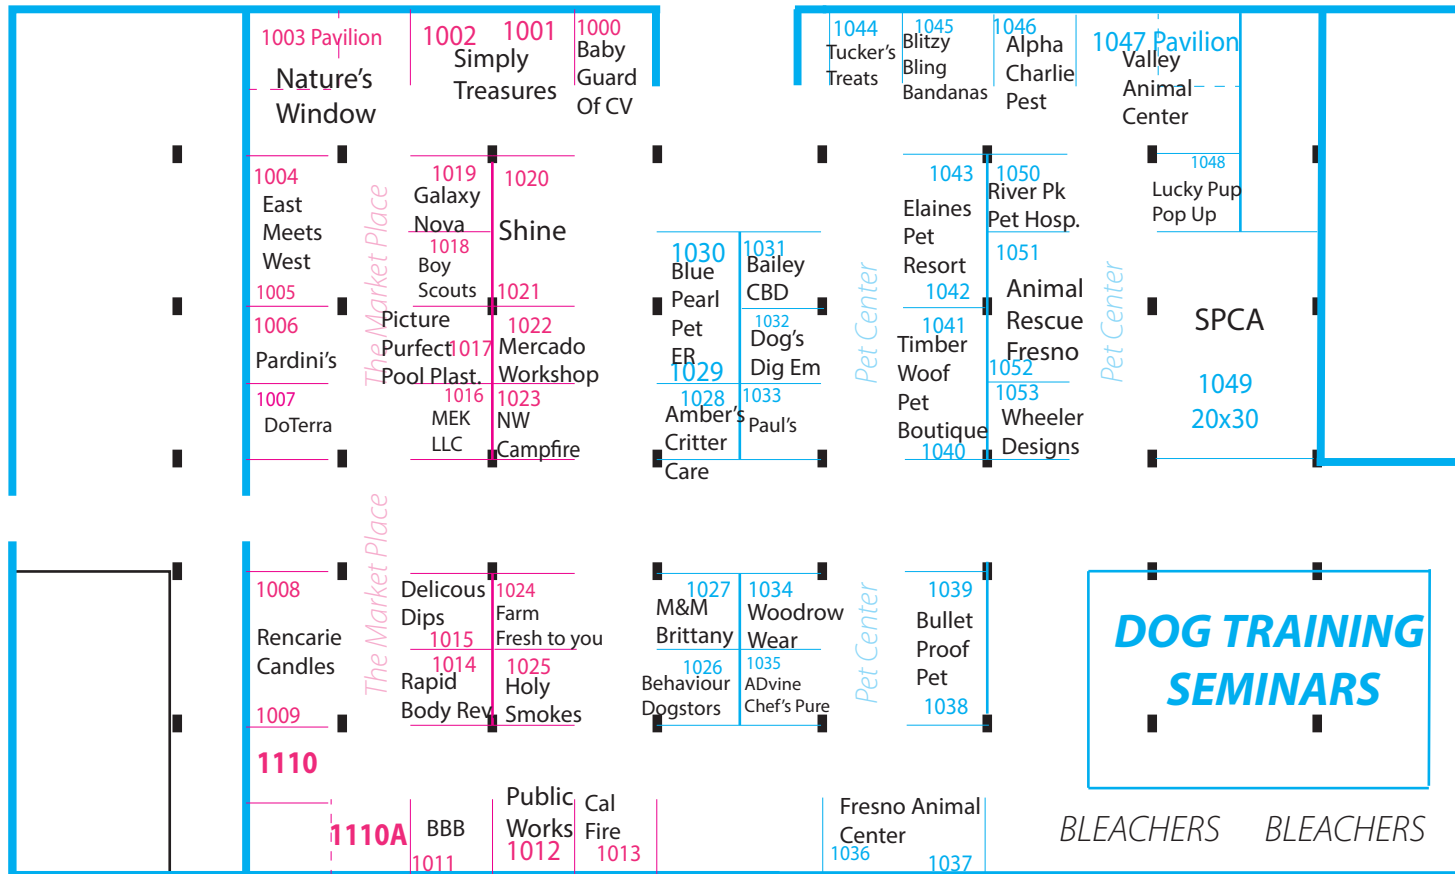 1003 Pavilion
Nature's
Window
1002
1001
Simply
Treasures
1000
Baby
Guard
Of CV
1044
Tucker's
Treats
1045
Blitzy
Bling
Bandanas
1046
Alpha
Charlie
Pest
1047 Pavilion
Valley
Animal
Center
1048
Lucky Pup
Pop Up
1004
East
Meets
West
1005
1006
Pardini's
1007
DoTerra
The Market Place
1019
Galaxy
Nova
1018
Boy
Scouts
Picture
Purfect 1017
Pool Plast.
1016
MEK
LLC
1020
Shine
1021
1022
Mercado
Workshop
1023
NW
Campfire
1030
Blue
Pearl
Pet
ER
1029
1028
Amber's
Critter
Care
1031
Bailey
CBD
1032
Dog's
Dig Em
1033
Paul's
Pet Center
1043
Elaines
Pet
Resort
1042
1041
Timber
Woof
Pet
Boutique
1040
1050
River Pk
Pet Hosp.
1051
Animal
Rescue
Fresno
1052
1053
Wheeler
Designs
Pet Center
SPCA
1049
20x30
1008
Rencarie
Candles
1009
1110
The Market Place
Delicous
Dips
1015
1014
Rapid
Body Rev
1024
Farm
Fresh to you
1025
Holy
Smokes
1027
M&M
Brittany
1026
Behaviour
Dogstors
1034
Woodrow
Wear
1035
ADvine
Chef's Pure
Pet Center
1039
Bullet
Proof
Pet
1038
DOG TRAINING
SEMINARS
1110A
BBB
1011
Public
Works
1012
Cal
Fire
1013
Fresno Animal
Center
1036
1037
BLEACHERS
BLEACHERS